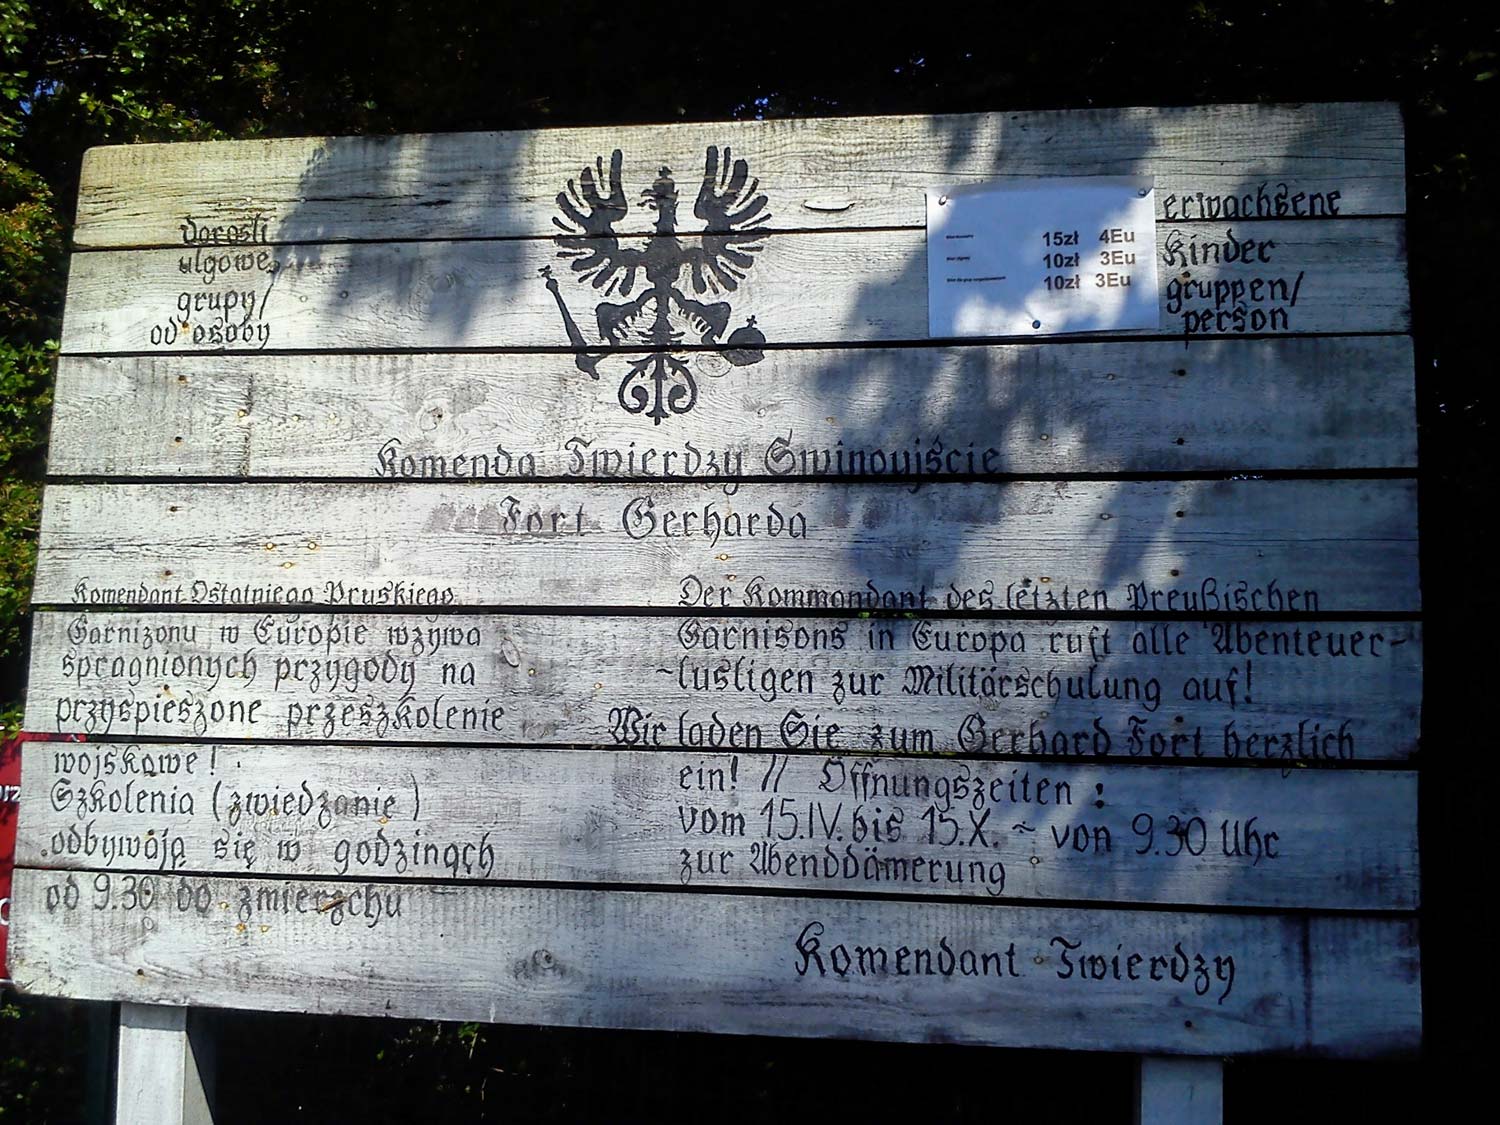 dorośli
ulgowe
grupy/
od osoby
15zł 4Eu
10zł 3Eu
10zł 3Eu
erwachsene
Kinder
gruppen/
person
Komenda Twierdzy Swinoujście
Fort Gerharda
Komendant Ostatniego Pruskiego
Garnizonu w Europie wzywa
spragnionych przygody na
przyspieszone przeszkolenie
wojskowe!
Szkolenia (zwiedzanie)
odbywają się w godzinach
od 9.30 do zmierzchu
Der Kommandant des letzten Preußischen
Garnisons in Europa ruft alle Abenteuer-
-lustigen zur Militärschulung auf!
Wir laden Sie zum Gerhard Fort herzlich
ein! // Öffnungszeiten :
vom 15.IV. bis 15.X. ~ von 9.30 Uhr
zur Abenddämerung
Komendant Twierdzy